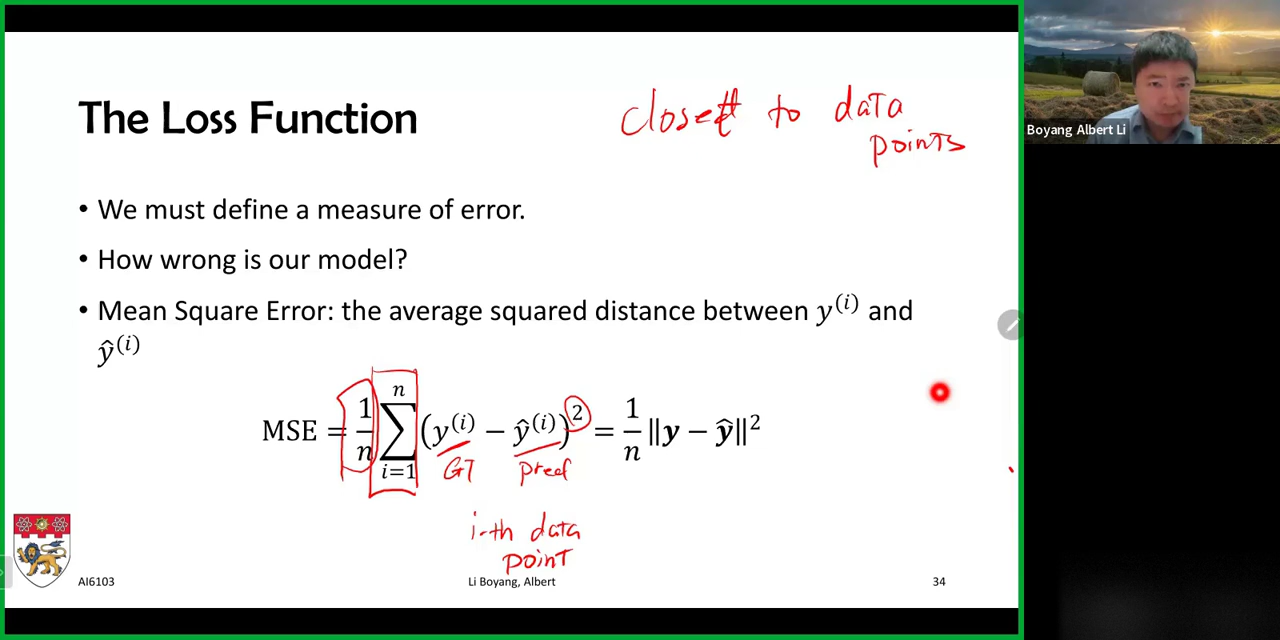 The Loss Function
closest to data
points
Boyang Albert Li
• We must define a measure of error.
• How wrong is our model?
• Mean Square Error: the average squared distance between y^(i) and
ŷ^(i)
MSE = 1/n ∑_{i=1}^{n} (y^(i) − ŷ^(i))^2 = 1/n ‖y − ŷ‖^2
GT pred
i-th data
point
AI6103
Li Boyang, Albert
34